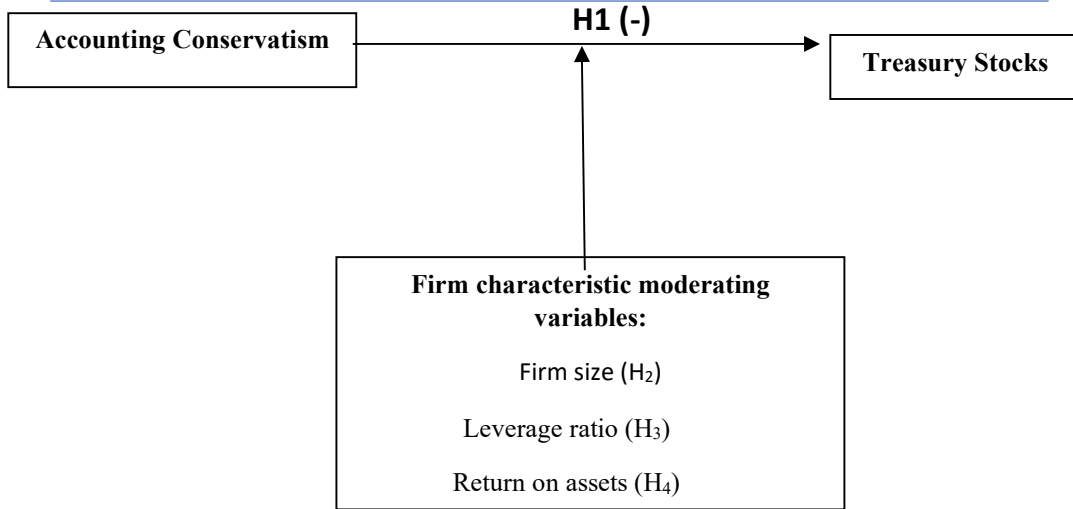 H1 (-)
Accounting Conservatism
Treasury Stocks
Firm characteristic moderating
variables:
Firm size (H₂)
Leverage ratio (H₃)
Return on assets (H₄)